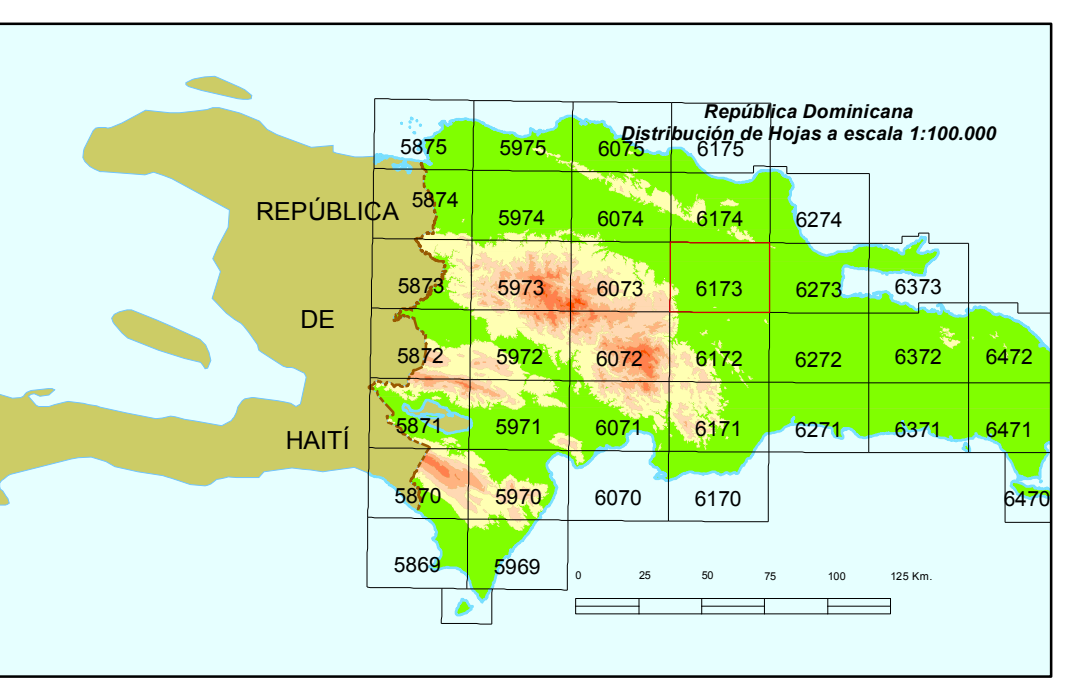 República Dominicana
Distribución de Hojas a escala 1:100.000
5875 5975 6075 6175
REPÚBLICA 5874 5974 6074 6174 6274
5873 5973 6073 6173 6273 6373
DE
5872 5972 6072 6172 6272 6372 6472
HAITÍ 5871 5971 6071 6171 6271 6371 6471
5870 5970 6070 6170 6470
5869 5969
0 25 50 75 100 125 Km.